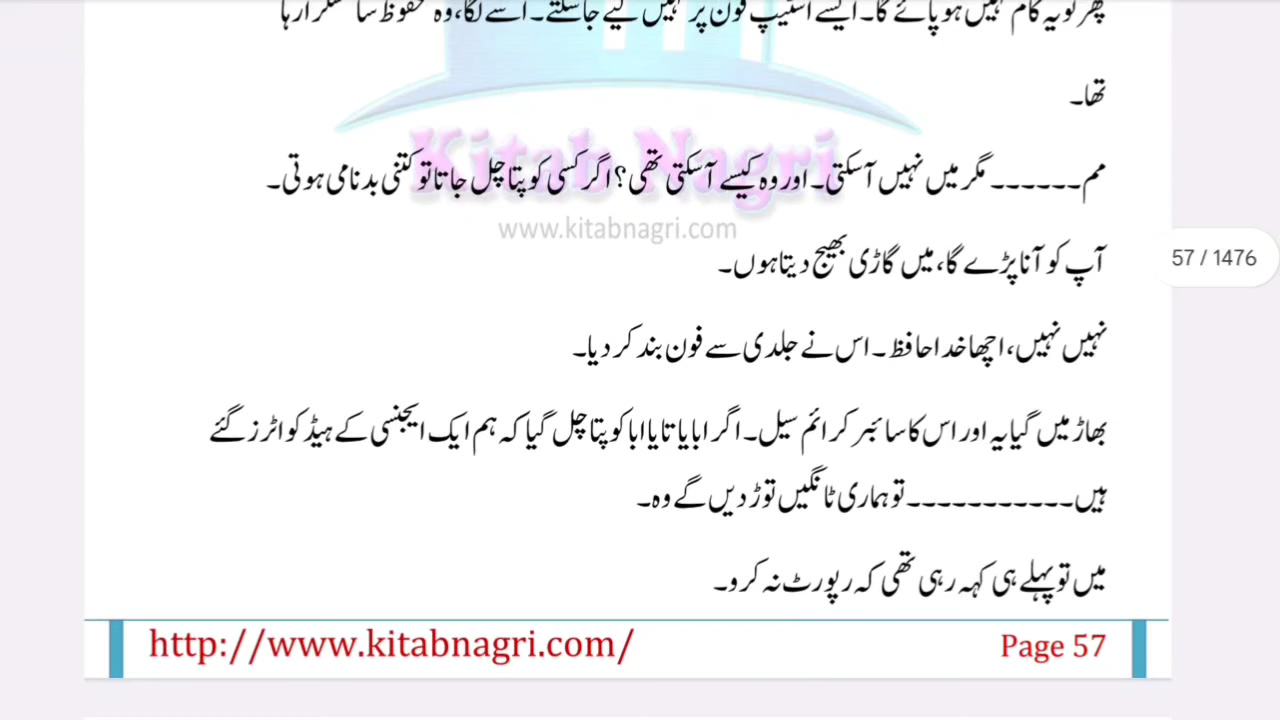 پھر تو یہ کام نہیں ہو پائے گا۔ ایسے اسٹیپ فون پر نہیں لیے جاسکتے۔ اسے لگا، وہ محظوظ سا مسکرا رہا
تھا۔
Kitab Nagri
مم۔۔۔۔۔۔ مگر میں نہیں آسکتی۔ اور وہ کیسے آسکتی تھی؟ اگر کسی کو پتا چل جاتا تو کتنی بدنامی ہوتی۔
www.kitabnagri.com
آپ کو آنا پڑے گا، میں گاڑی بھیج دیتا ہوں۔
57 / 1476
نہیں نہیں، اچھا خدا حافظ۔ اس نے جلدی سے فون بند کر دیا۔
بھاڑ میں گیا یہ اور اس کا سائبر کرائم سیل۔ اگر ابا یا تایا ابا کو پتا چل گیا کہ ہم ایک ایجنسی کے ہیڈ کواٹرز گئے
ہیں۔۔۔۔۔۔۔۔۔۔۔ تو ہماری ٹانگیں توڑ دیں گے وہ۔
میں تو پہلے ہی کہہ رہی تھی کہ رپورٹ نہ کرو۔
http://www.kitabnagri.com/
Page 57